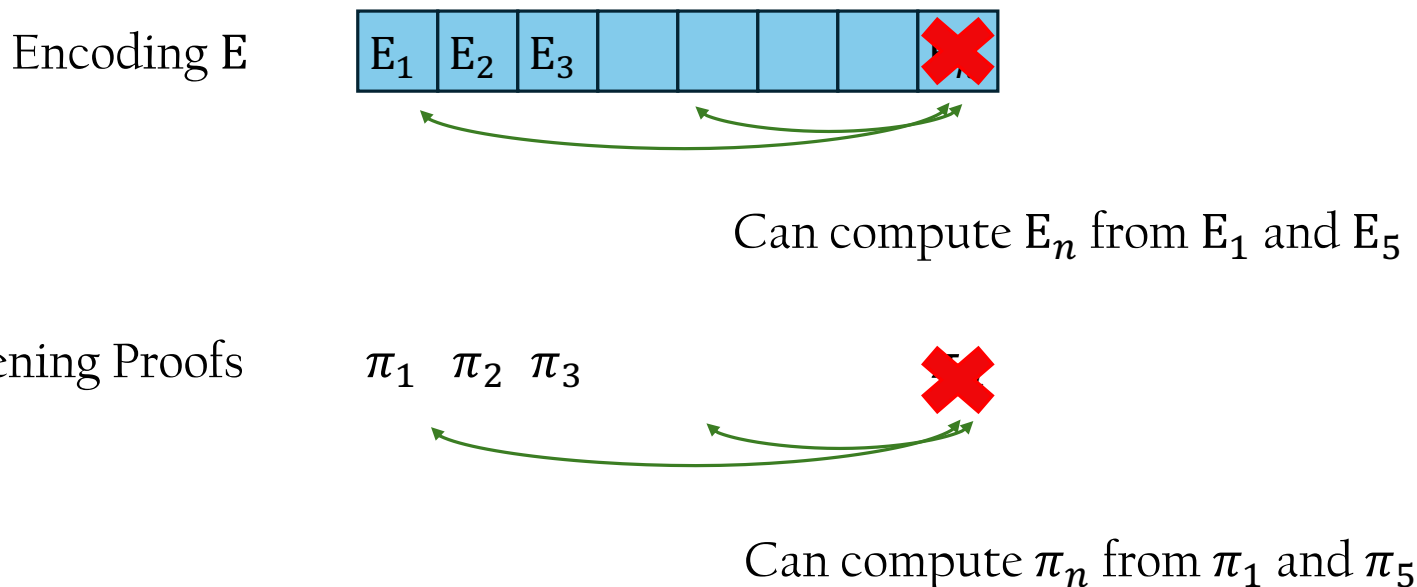 Encoding E E₁ E₂ E₃
Can compute Eₙ from E₁ and E₅
ening Proofs π₁ π₂ π₃
Can compute πₙ from π₁ and π₅